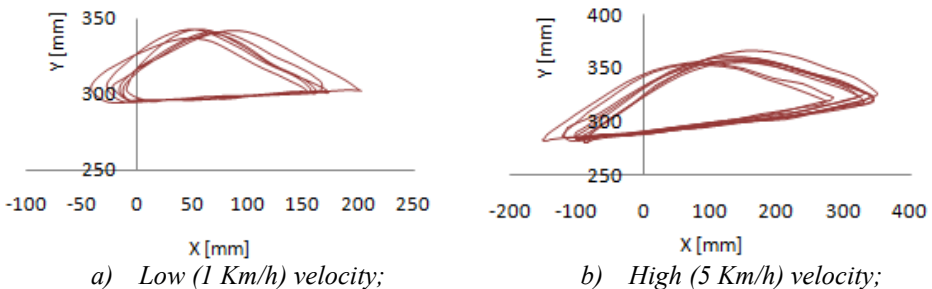 350
Y [mm]
300
250
-100 -50 0 50 100 150 200 250
X [mm]
a) Low (1 Km/h) velocity;
400
Y [mm]
350
300
250
-200 -100 0 100 200 300 400
X [mm]
b) High (5 Km/h) velocity;